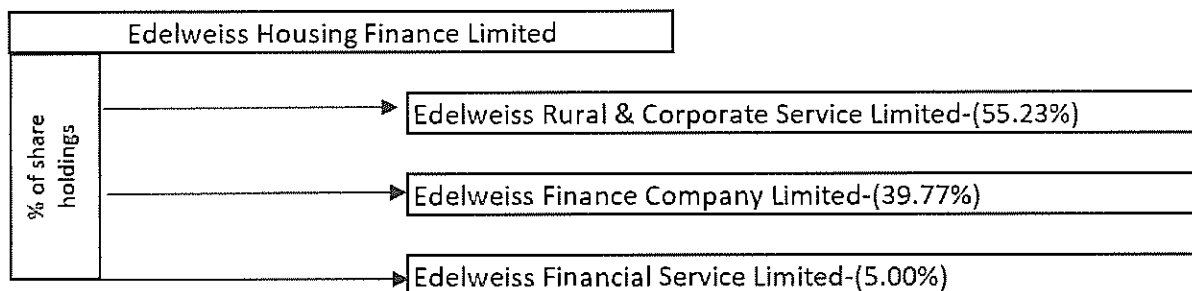 Edelweiss Housing Finance Limited
% of share
holdings
Edelweiss Rural & Corporate Service Limited-(55.23%)
Edelweiss Finance Company Limited-(39.77%)
Edelweiss Financial Service Limited-(5.00%)